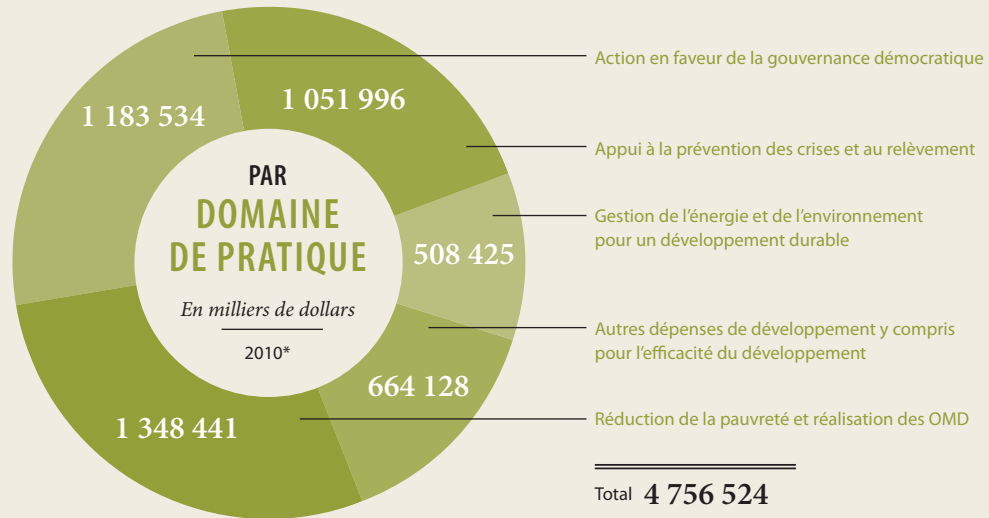 1 183 534
1 051 996
508 425
664 128
1 348 441
PAR
DOMAINE
DE PRATIQUE
En milliers de dollars
2010*
Action en faveur de la gouvernance démocratique
Appui à la prévention des crises et au relèvement
Gestion de l’énergie et de l’environnement
pour un développement durable
Autres dépenses de développement y compris
pour l’efficacité du développement
Réduction de la pauvreté et réalisation des OMD
Total 4 756 524